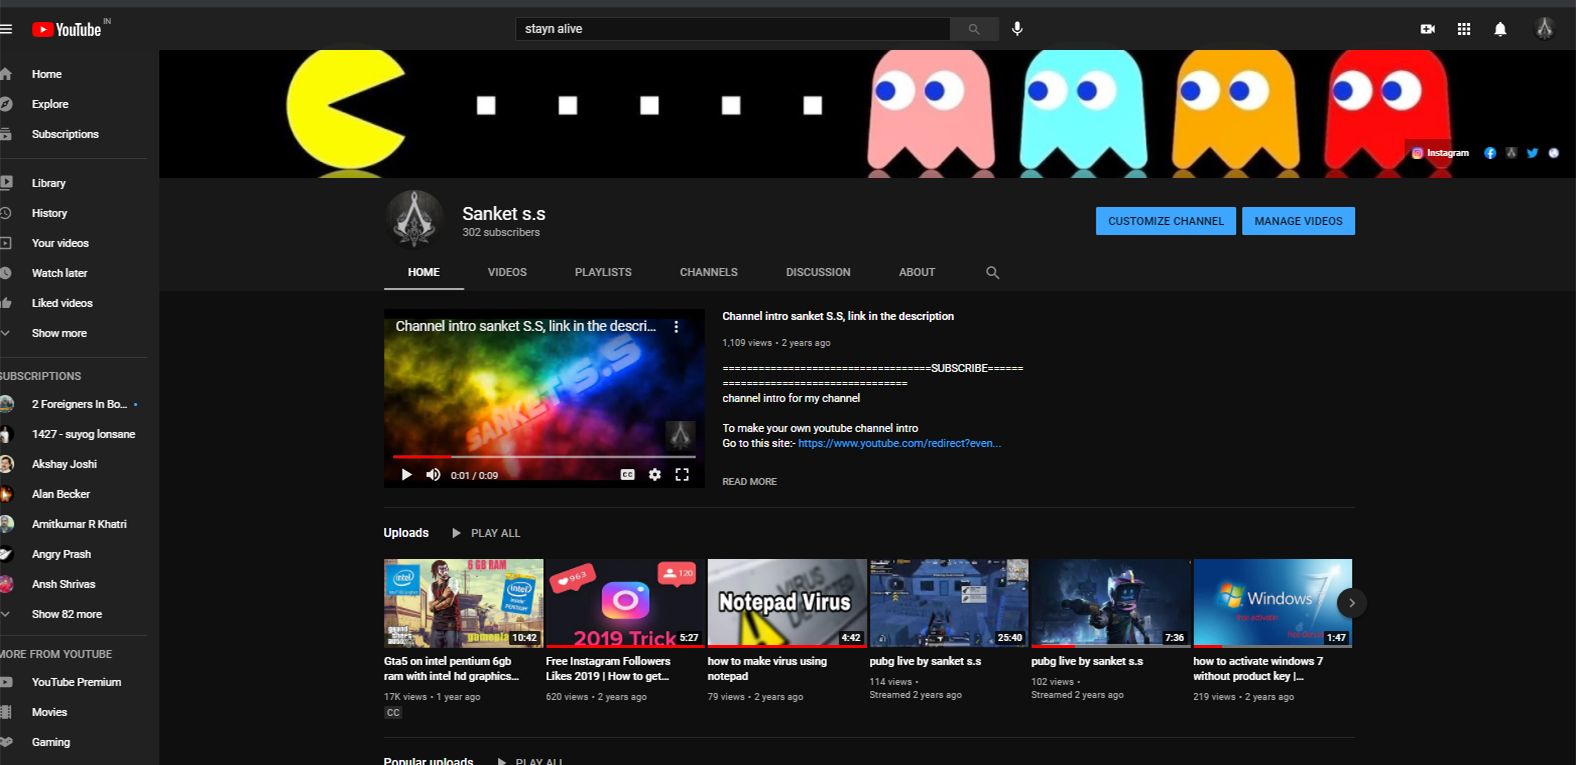 YouTube IN
stayn alive
Home
Explore
Subscriptions
Library
History
Your videos
Watch later
Liked videos
Show more
SUBSCRIPTIONS
2 Foreigners In Bo...
1427 - suyog lonsane
Akshay Joshi
Alan Becker
Amitkumar R Khatri
Angry Prash
Ansh Shrivas
Show 82 more
MORE FROM YOUTUBE
YouTube Premium
Movies
Gaming
Instagram
Sanket s.s
302 subscribers
CUSTOMIZE CHANNEL
MANAGE VIDEOS
HOME VIDEOS PLAYLISTS CHANNELS DISCUSSION ABOUT
Channel intro sanket S.S, link in the descri...
SANKET S.S
0:01 / 0:09
CC
Channel intro sanket S.S, link in the description
1,109 views • 2 years ago
===================================SUBSCRIBE======
===============================
channel intro for my channel
To make your own youtube channel intro
Go to this site:- https://www.youtube.com/redirect?even...
READ MORE
Uploads PLAY ALL
6 GB RAM
intel
intel
PENTIUM
grand
theft
auto
gamepla
10:42
Gta5 on intel pentium 6gb
ram with intel hd graphics...
17K views • 1 year ago
CC
963
120
2019 Trick
5:27
Free Instagram Followers
Likes 2019 | How to get...
620 views • 2 years ago
VIRUS
Notepad Virus
4:42
how to make virus using
notepad
79 views • 2 years ago
25:40
pubg live by sanket s.s
114 views •
Streamed 2 years ago
7:36
pubg live by sanket s.s
102 views •
Streamed 2 years ago
Windows 7
1:47
how to activate windows 7
without product key |...
219 views • 2 years ago
Popular uploads PLAY ALL